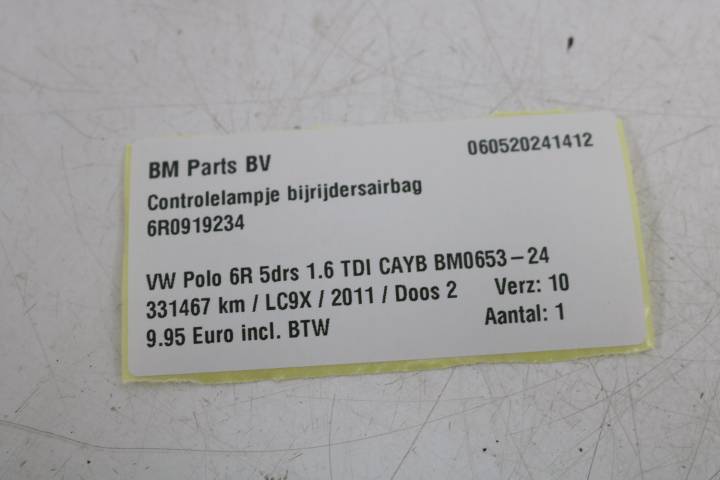 BM Parts BV 060520241412
Controlelampje bijrijdersairbag
6R0919234
VW Polo 6R 5drs 1.6 TDI CAYB BM0653-24
331467 km / LC9X / 2011 / Doos 2 Verz: 10
9.95 Euro incl. BTW Aantal: 1